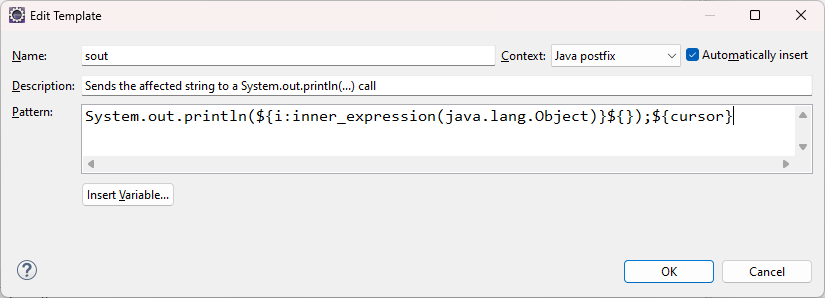 Edit Template
Name: sout Context: Java postfix Automatically insert
Description: Sends the affected string to a System.out.println(...) call
Pattern: System.out.println(${i:inner_expression(java.lang.Object)}${});${cursor}
Insert Variable...
? OK Cancel